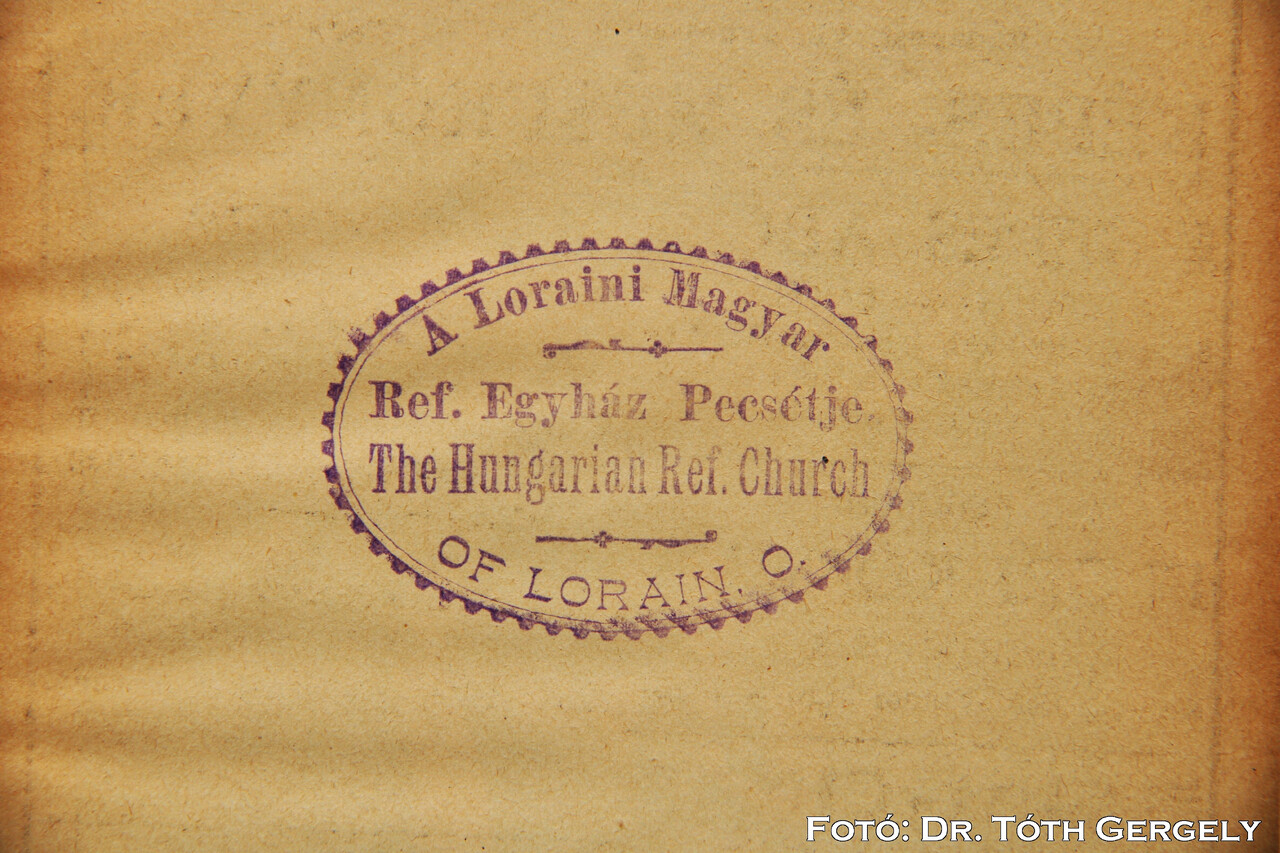 A Loraini Magyar
Ref. Egyház Pecsétje.
The Hungarian Ref. Church
OF LORAIN, O.
FOTÓ: DR. TÓTH GERGELY